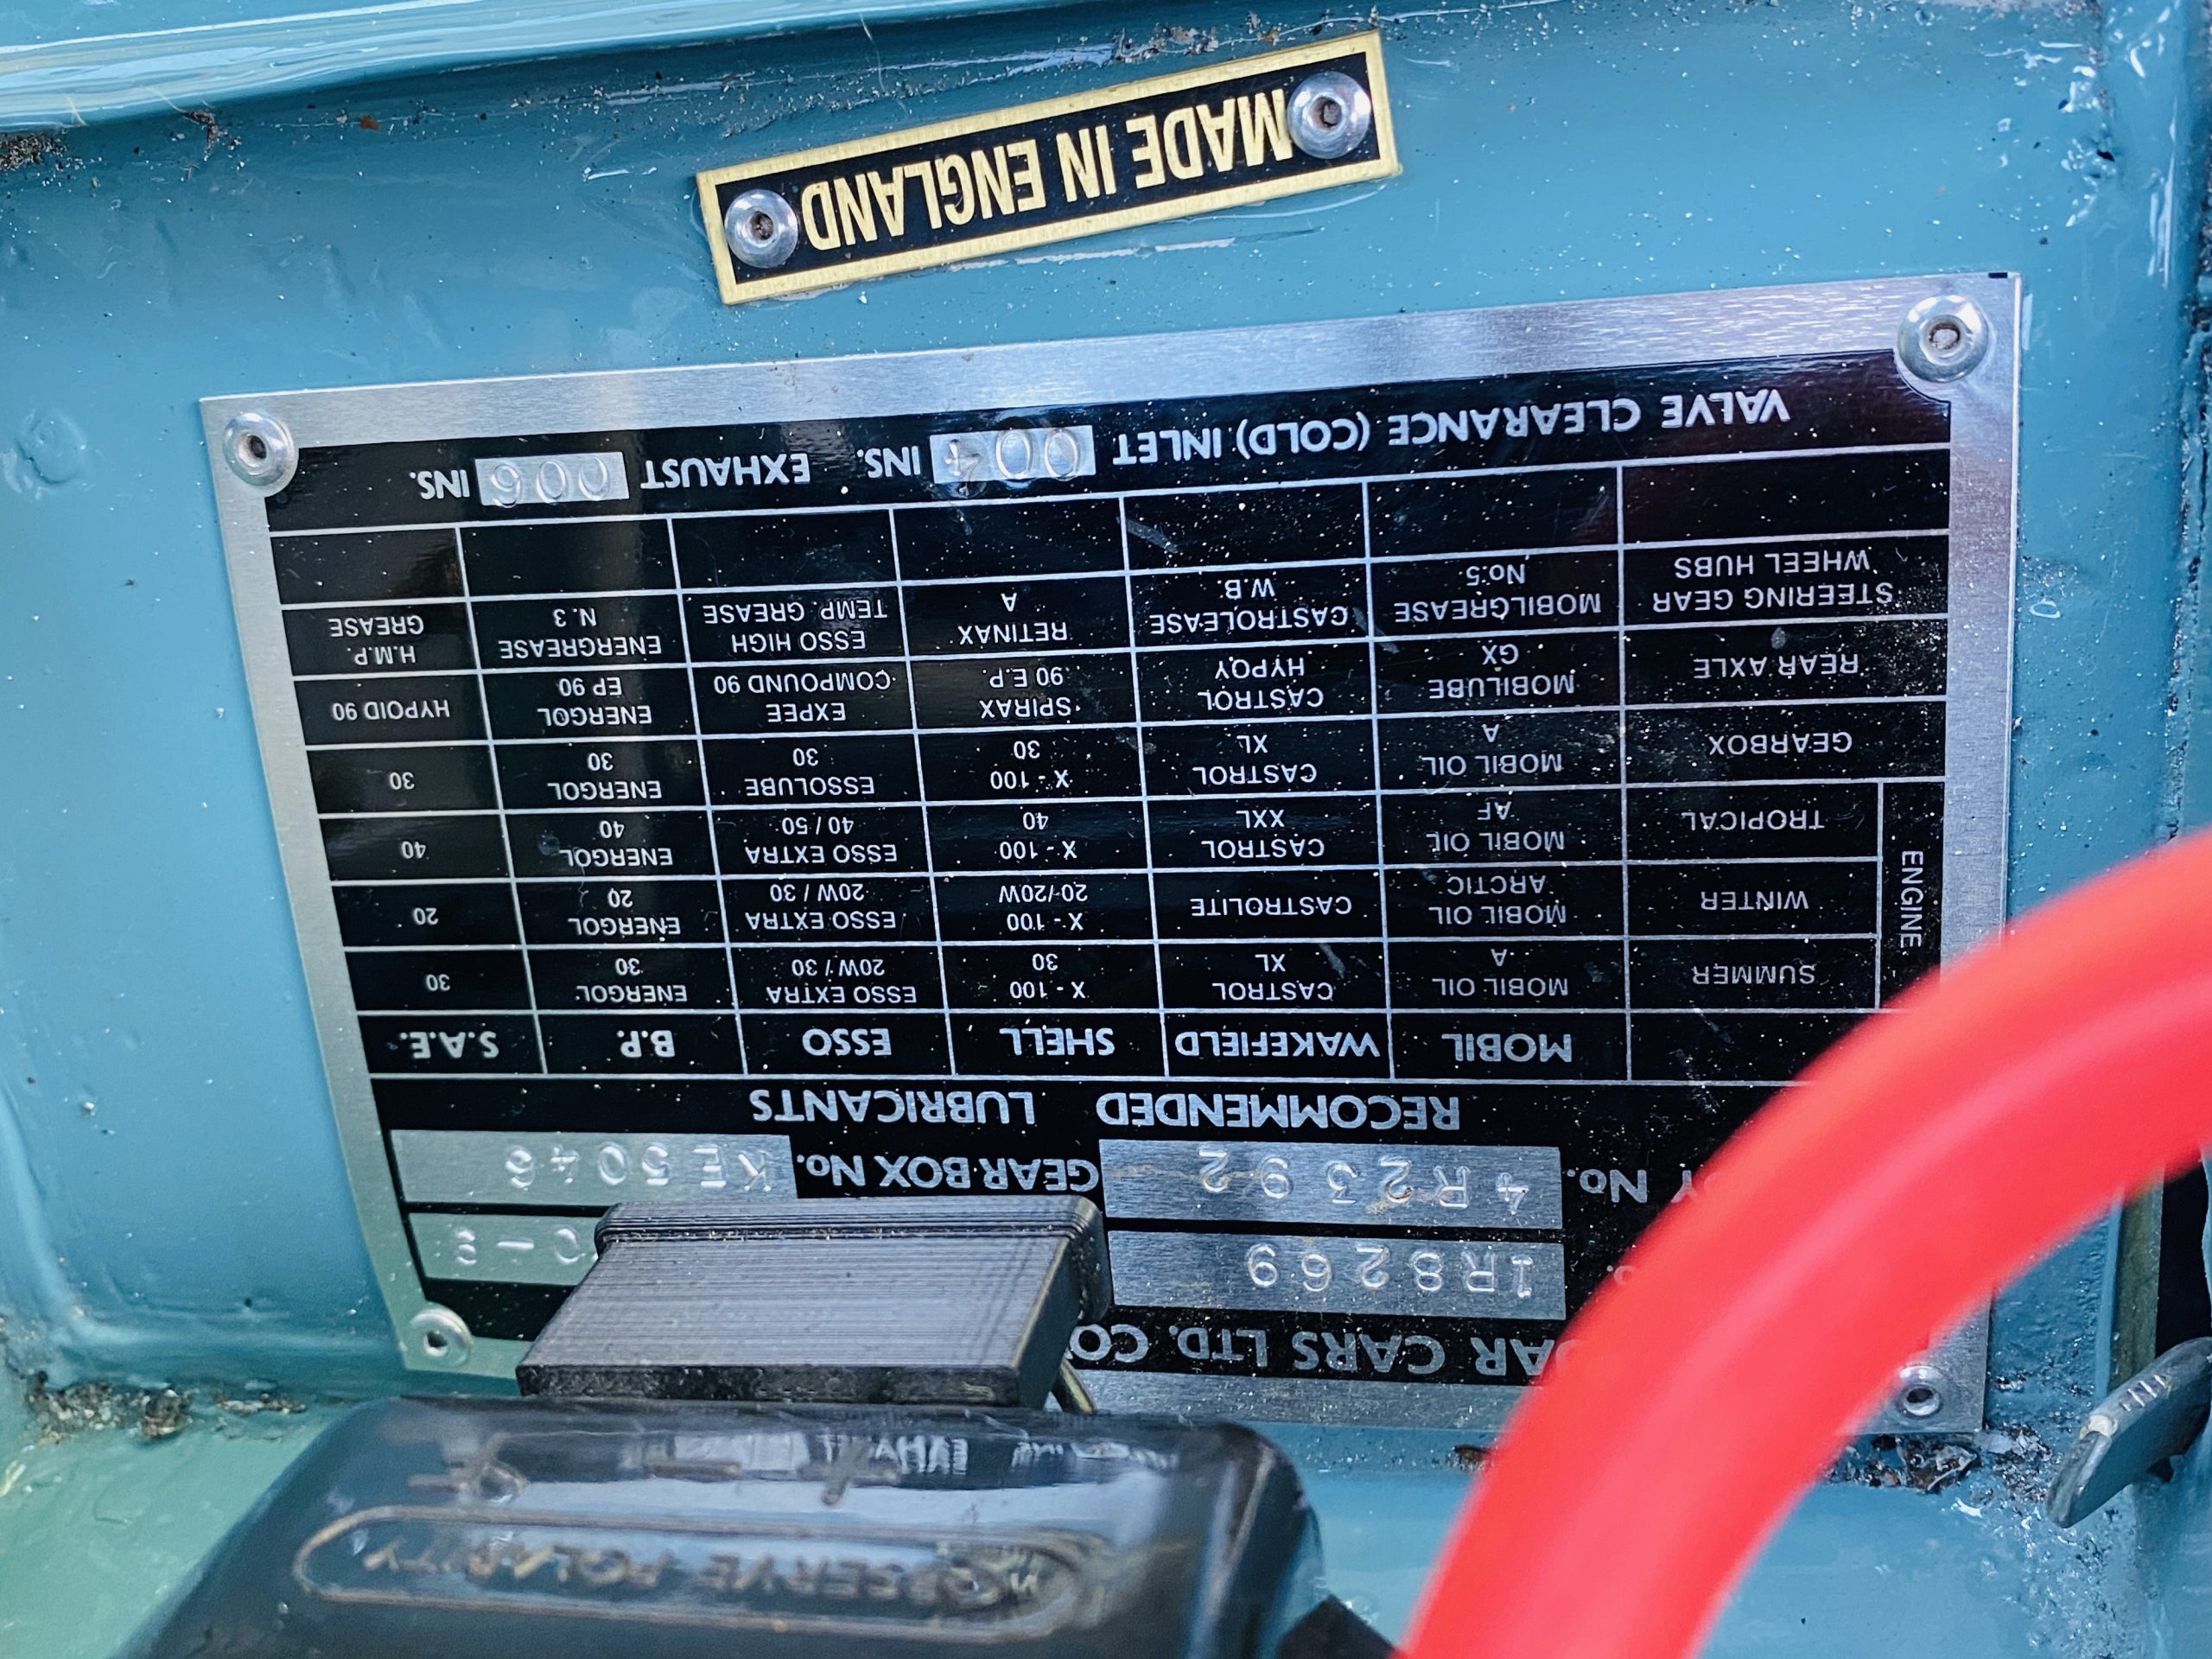 CARS LTD.
1R8269 -8
No. 4R2392 GEAR BOX No. KE5046
RECOMMENDED LUBRICANTS
MOBIL WAKEFIELD SHELL ESSO B.P. S.A.E.
ENGINE
SUMMER MOBIL OIL A CASTROL XL X - 100 30 ESSO EXTRA 20W / 30 ENERGOL 30 30
WINTER MOBIL OIL ARCTIC CASTROLITE X - 100 20/20W ESSO EXTRA 20W / 30 ENERGOL 20 20
TROPICAL MOBIL OIL AF CASTROL XXL X - 100 40 ESSO EXTRA 40 / 50 ENERGOL 40 40
GEARBOX MOBIL OIL A CASTROL XL X - 100 30 ESSOLUBE 30 ENERGOL 30 30
REAR AXLE MOBILUBE GX CASTROL HYPOY SPIRAX 90 E.P. EXPEE COMPOUND 90 ENERGOL EP 90 HYPOID 90
STEERING GEAR WHEEL HUBS MOBILGREASE No.5 CASTROLEASE W.B. RETINAX A ESSO HIGH TEMP. GREASE ENERGREASE N. 3 H.M.P. GREASE
VALVE CLEARANCE (COLD) INLET 004 INS. EXHAUST 006 INS.
MADE IN ENGLAND
OBSERVE POLARITY